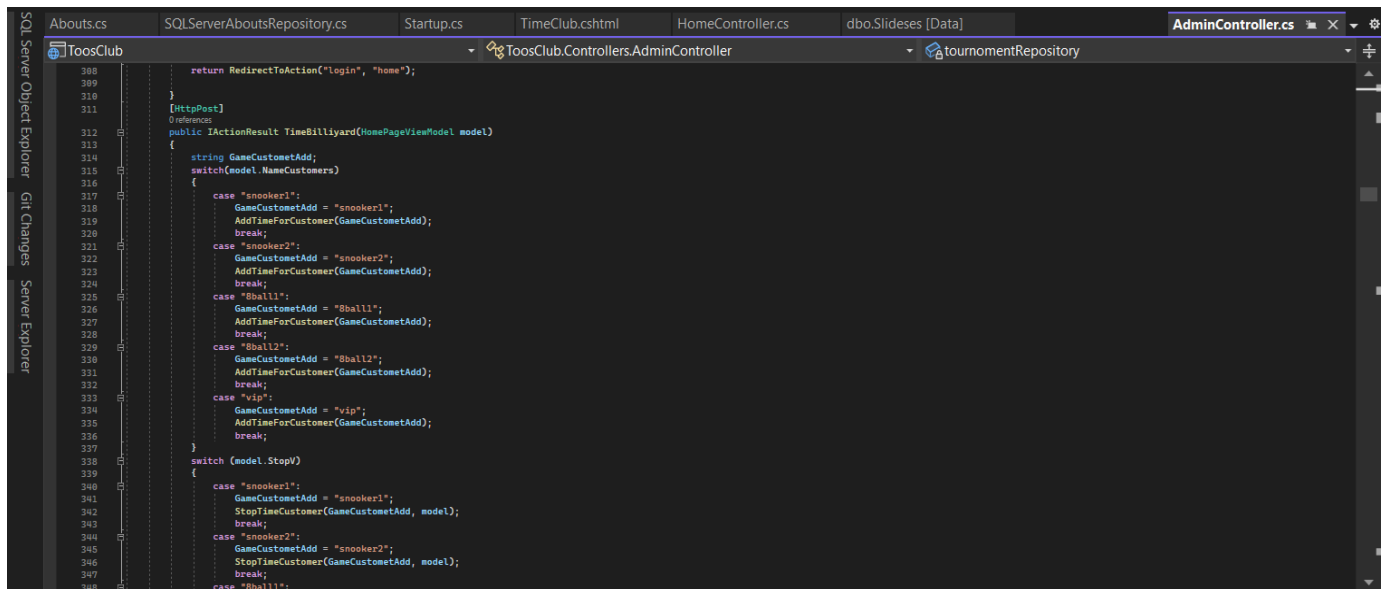 SQL Server Object Explorer
Git Changes
Server Explorer
Abouts.cs SQLServerAboutsRepository.cs Startup.cs TimeClub.cshtml HomeController.cs dbo.Slideses [Data] AdminController.cs
ToosClub ToosClub.Controllers.AdminController tournomentRepository
308 return RedirectToAction("login", "home");
309
310 }
311 [HttpPost]
0 references
312 public IActionResult TimeBilliyard(HomePageViewModel model)
313 {
314 string GameCustometAdd;
315 switch(model.NameCustomers)
316 {
317 case "snooker1":
318 GameCustometAdd = "snooker1";
319 AddTimeForCustomer(GameCustometAdd);
320 break;
321 case "snooker2":
322 GameCustometAdd = "snooker2";
323 AddTimeForCustomer(GameCustometAdd);
324 break;
325 case "8ball1":
326 GameCustometAdd = "8ball1";
327 AddTimeForCustomer(GameCustometAdd);
328 break;
329 case "8ball2":
330 GameCustometAdd = "8ball2";
331 AddTimeForCustomer(GameCustometAdd);
332 break;
333 case "vip":
334 GameCustometAdd = "vip";
335 AddTimeForCustomer(GameCustometAdd);
336 break;
337 }
338 switch (model.StopV)
339 {
340 case "snooker1":
341 GameCustometAdd = "snooker1";
342 StopTimeCustomer(GameCustometAdd, model);
343 break;
344 case "snooker2":
345 GameCustometAdd = "snooker2";
346 StopTimeCustomer(GameCustometAdd, model);
347 break;
348 case "8ball1":